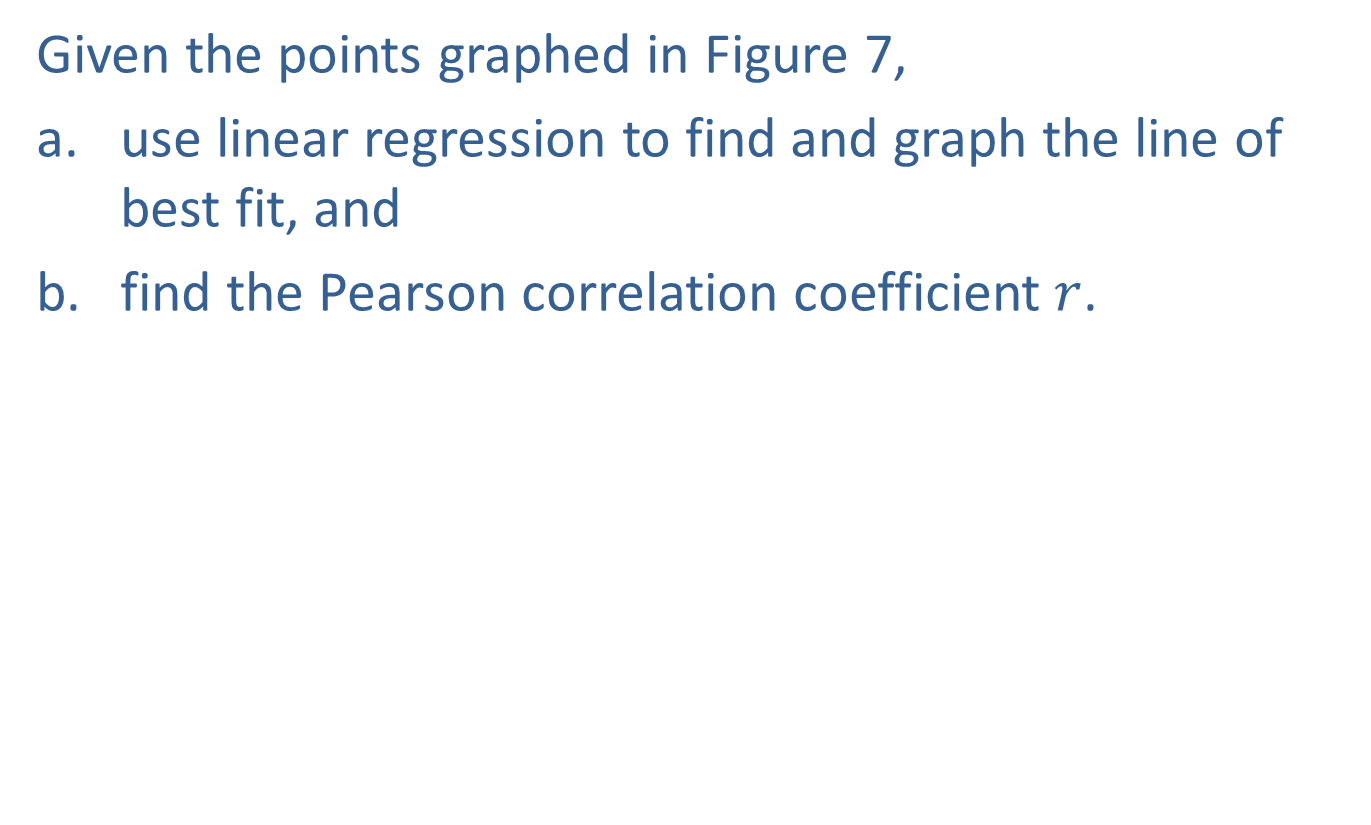 Given the points graphed in Figure 7,
a. use linear regression to find and graph the line of
best fit, and
b. find the Pearson correlation coefficient r.